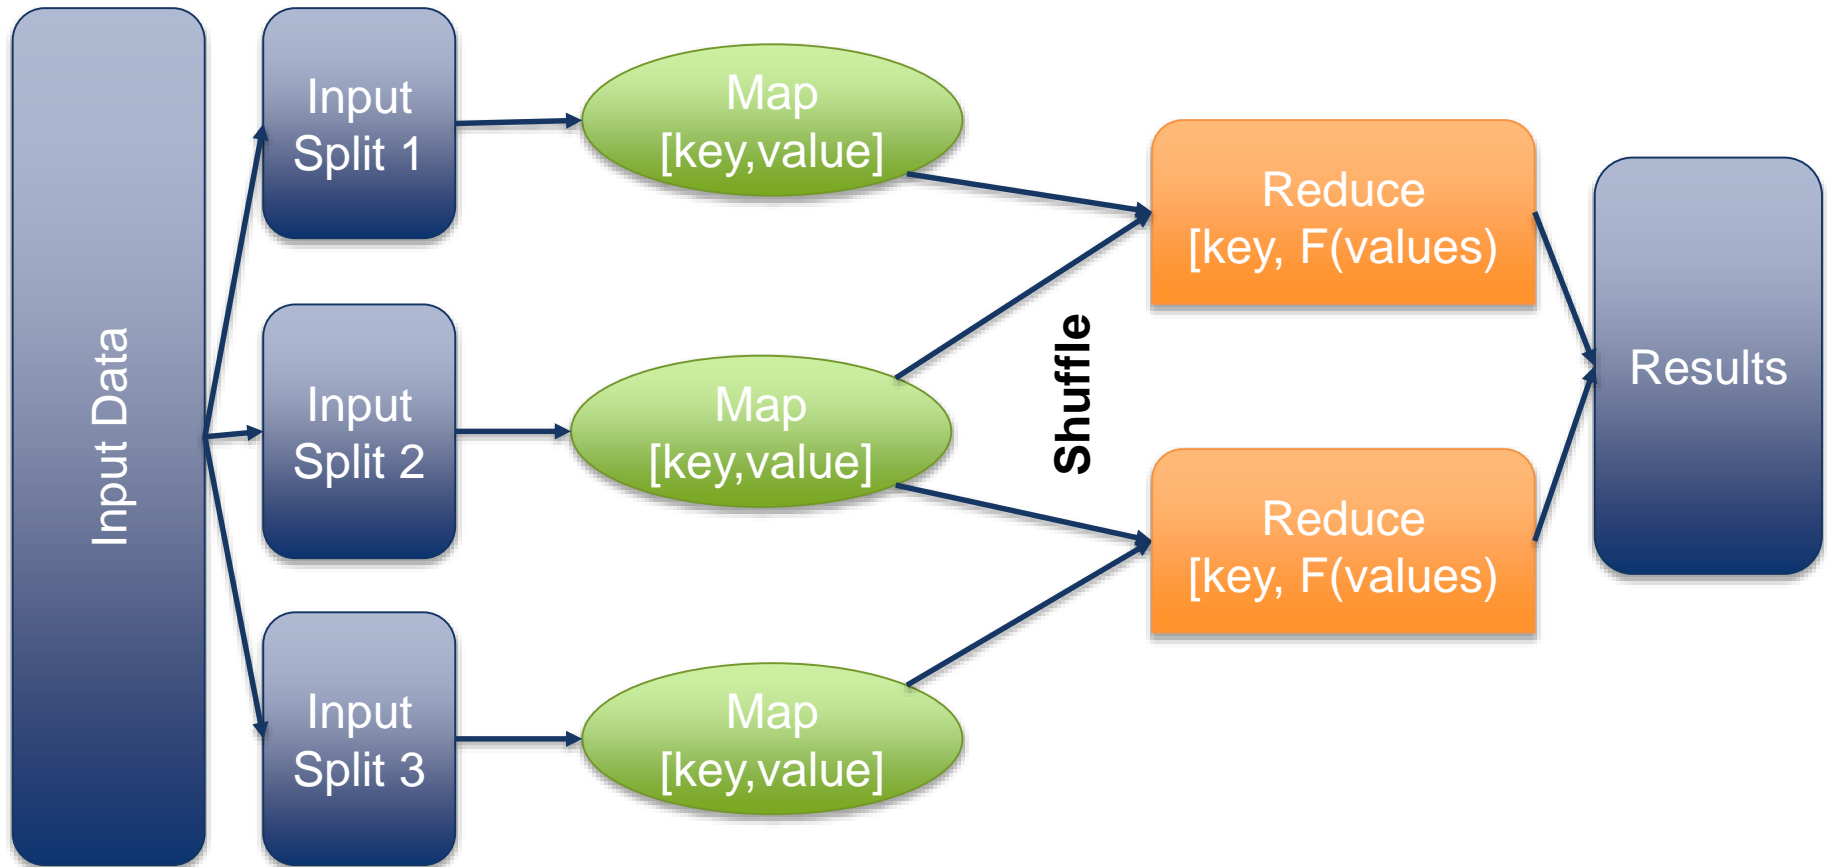 Input Data
Input
Split 1
Input
Split 2
Input
Split 3
Map
[key,value]
Map
[key,value]
Map
[key,value]
Shuffle
Reduce
[key, F(values)
Reduce
[key, F(values)
Results